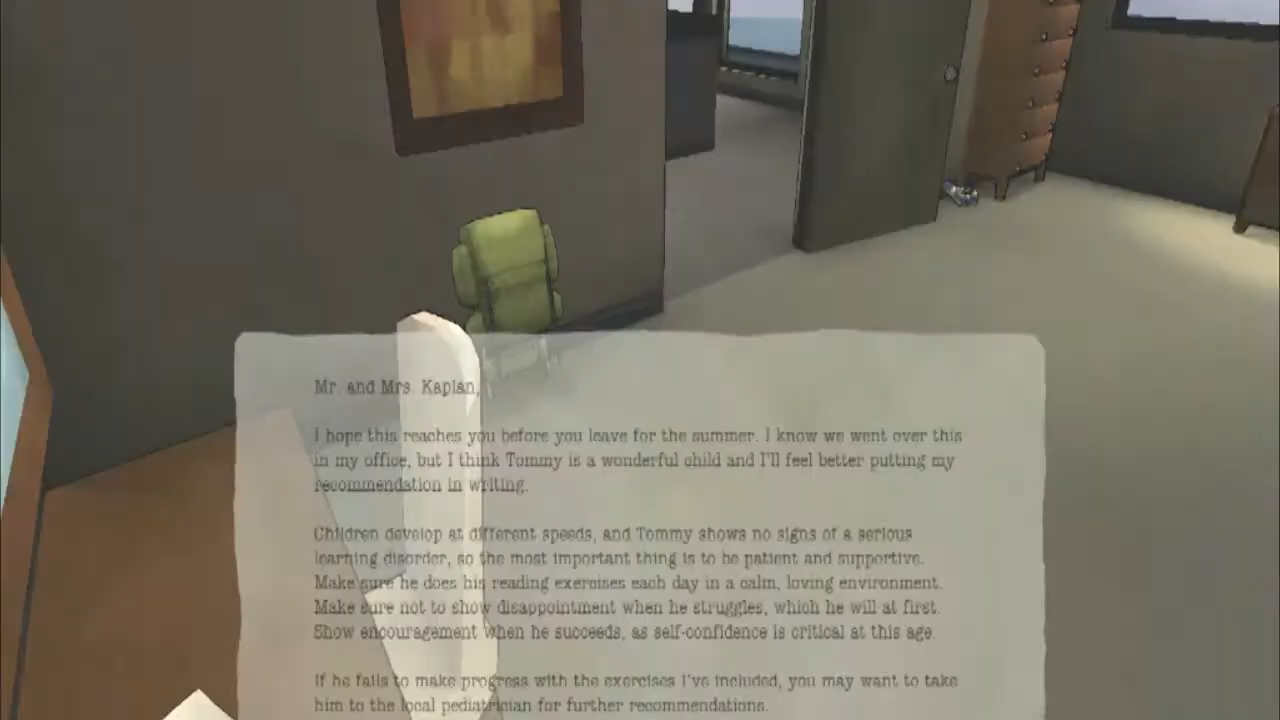 Mr. and Mrs. Kaplan,
I hope this reaches you before you leave for the summer. I know we went over this
in my office, but I think Tommy is a wonderful child and I'll feel better putting my
recommendation in writing.
Children develop at different speeds, and Tommy shows no signs of a serious
learning disorder, so the most important thing is to be patient and supportive.
Make sure he does his reading exercises each day in a calm, loving environment.
Make sure not to show disappointment when he struggles, which he will at first.
Show encouragement when he succeeds, as self-confidence is critical at this age.
If he fails to make progress with the exercises I've included, you may want to take
him to the local pediatrician for further recommendations.